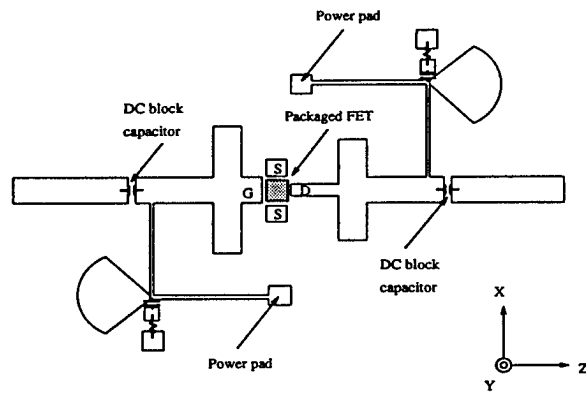 Power pad
DC block
capacitor
Packaged FET
S
G
D
S
DC block
capacitor
Power pad
X
Z
Y